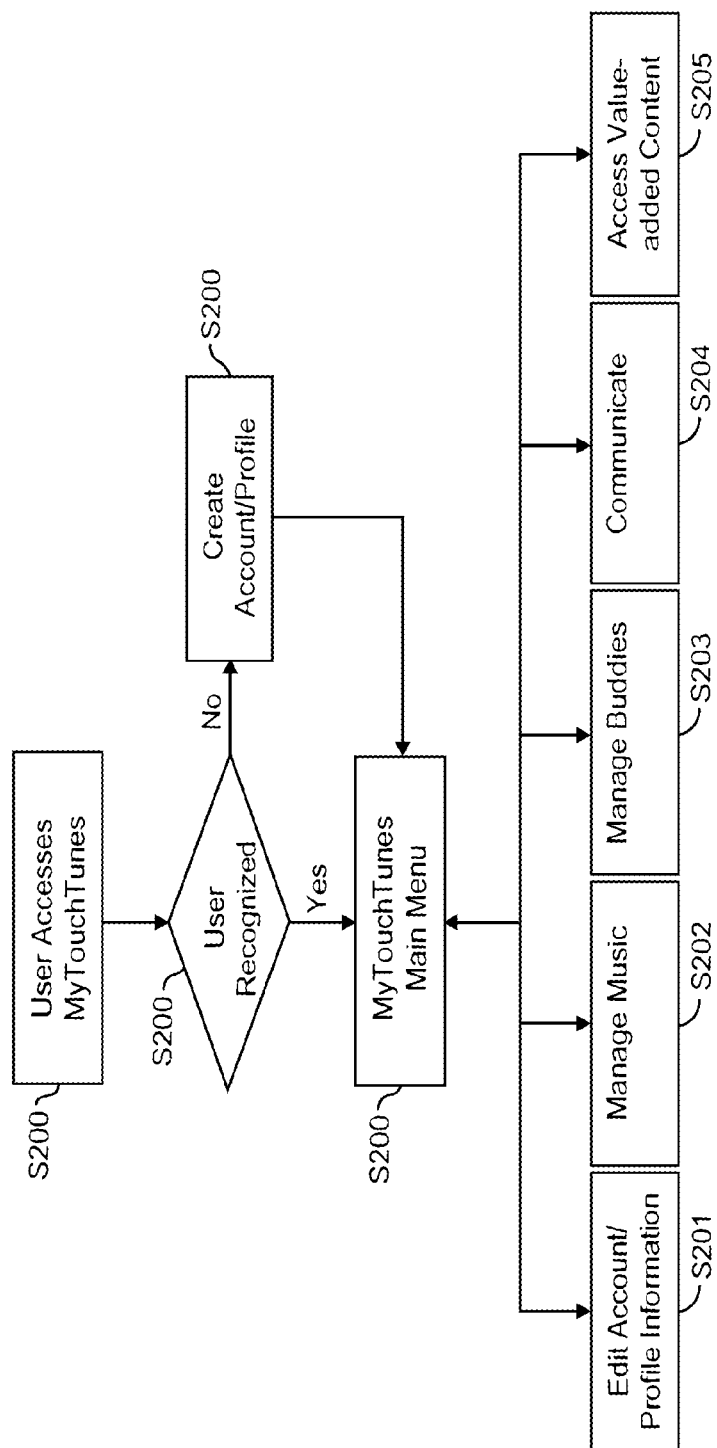 User Accesses
MyTouchTunes
S200
User
Recognized
S200
No
Create
Account/Profile
S200
Yes
MyTouchTunes
Main Menu
S200
Edit Account/
Profile Information
S201
Manage Music
S202
Manage Buddies
S203
Communicate
S204
Access Value-
added Content
S205